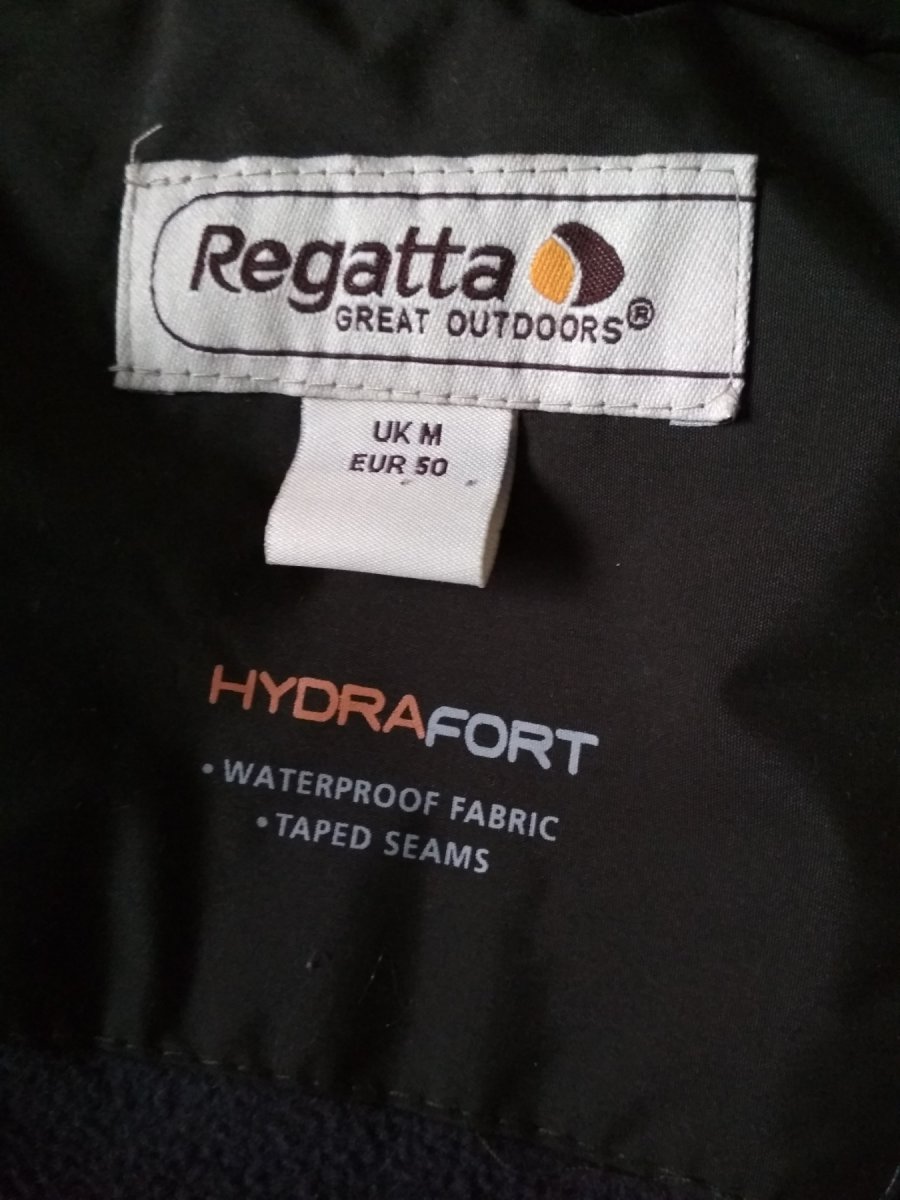 Regatta
GREAT OUTDOORS®
UK M
EUR 50
HYDRAFORT
• WATERPROOF FABRIC
• TAPED SEAMS